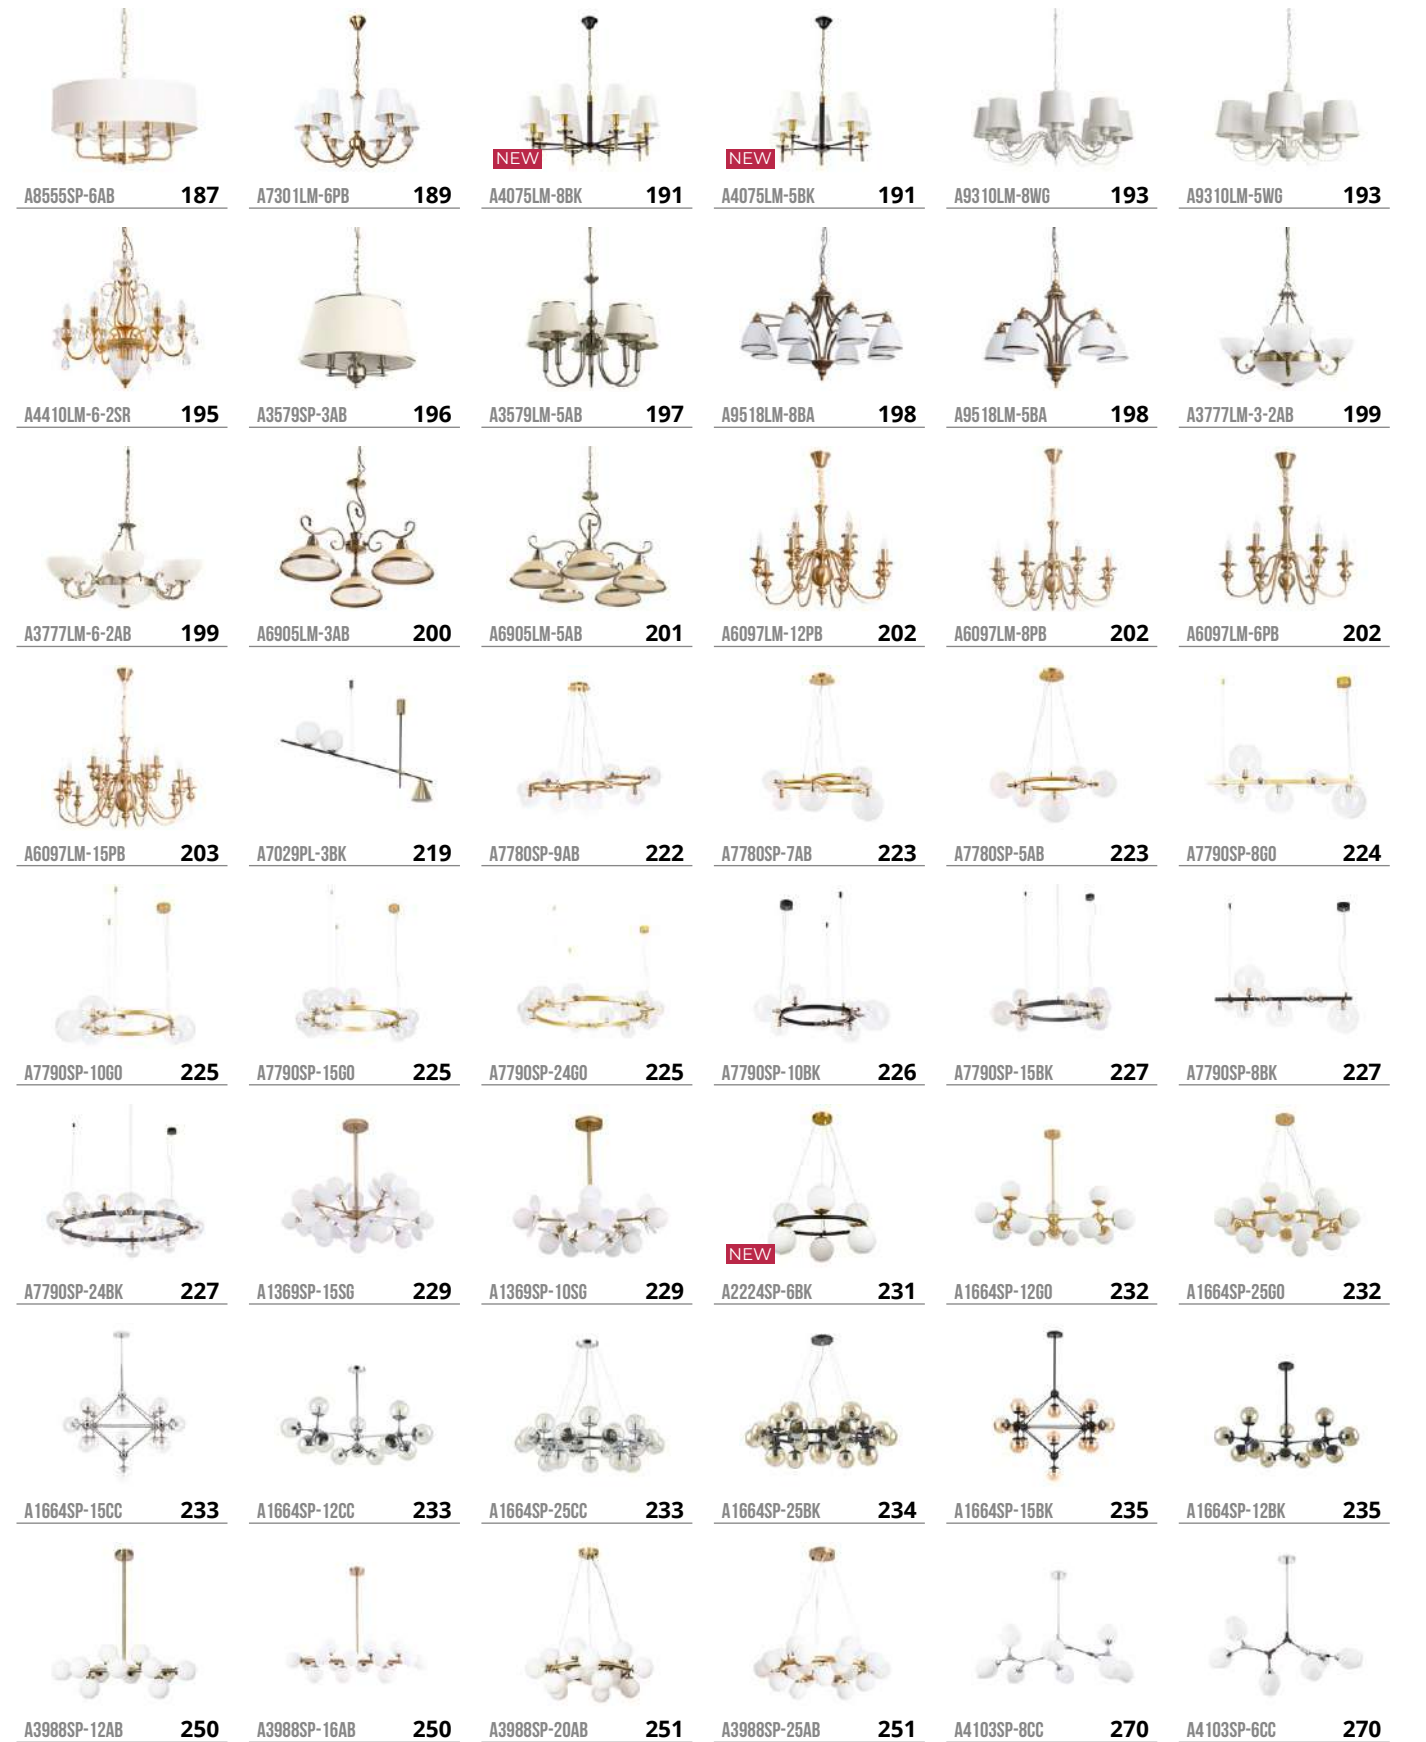 NEW NEW
A8555SP-6AB 187 A7301LM-6PB 189 A4075LM-8BK 191 A4075LM-5BK 191 A9310LM-8WG 193 A9310LM-5WG 193
A4410LM-6-2SR 195 A3579SP-3AB 196 A3579LM-5AB 197 A9518LM-8BA 198 A9518LM-5BA 198 A3777LM-3-2AB 199
A3777LM-6-2AB 199 A6905LM-3AB 200 A6905LM-5AB 201 A6097LM-12PB 202 A6097LM-8PB 202 A6097LM-6PB 202
A6097LM-15PB 203 A7029PL-3BK 219 A7780SP-9AB 222 A7780SP-7AB 223 A7780SP-5AB 223 A7790SP-8GO 224
A7790SP-10GO 225 A7790SP-15GO 225 A7790SP-24GO 225 A7790SP-10BK 226 A7790SP-15BK 227 A7790SP-8BK 227
NEW
A7790SP-24BK 227 A1369SP-15SG 229 A1369SP-10SG 229 A2224SP-6BK 231 A1664SP-12GO 232 A1664SP-25GO 232
A1664SP-15CC 233 A1664SP-12CC 233 A1664SP-25CC 233 A1664SP-25BK 234 A1664SP-15BK 235 A1664SP-12BK 235
A3988SP-12AB 250 A3988SP-16AB 250 A3988SP-20AB 251 A3988SP-25AB 251 A4103SP-8CC 270 A4103SP-6CC 270